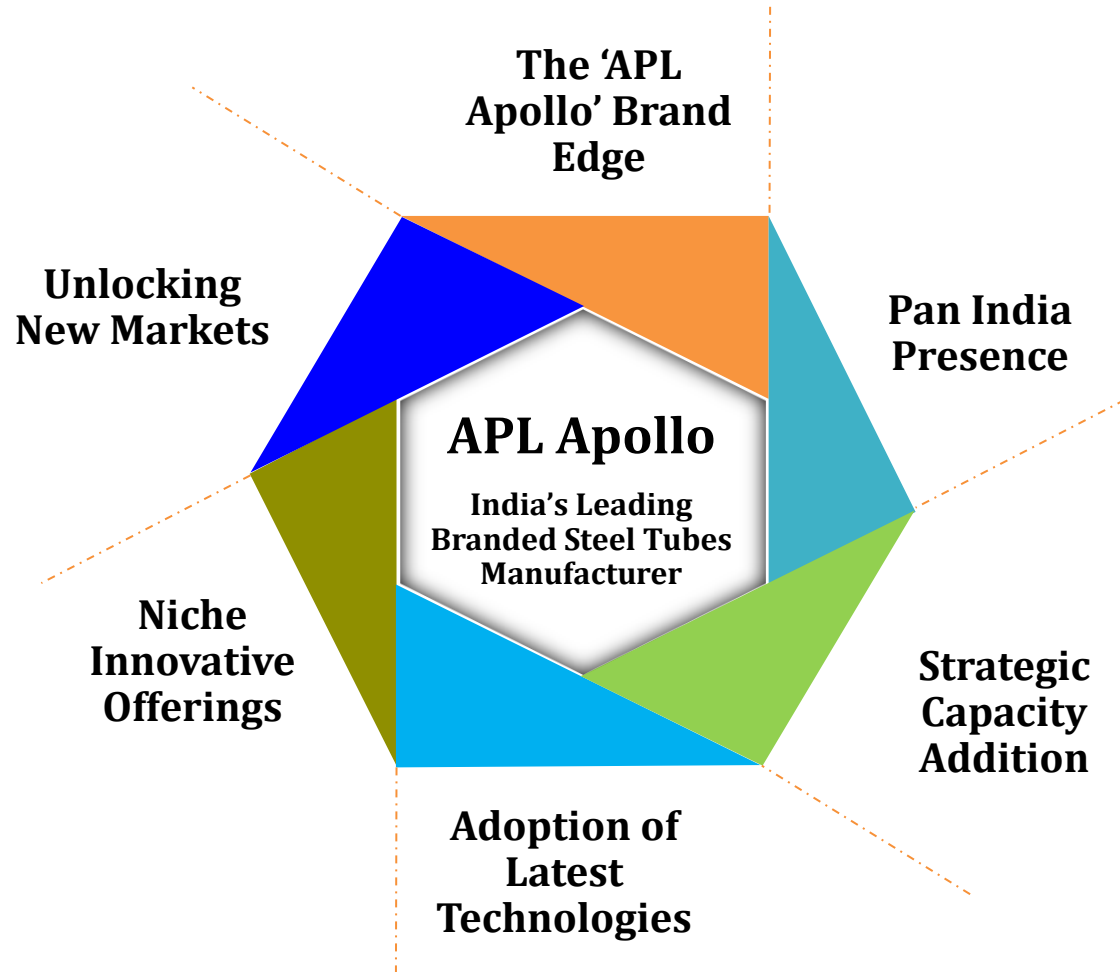 The ‘APL
Apollo’ Brand
Edge
Unlocking
New Markets
Pan India
Presence
APL Apollo
India’s Leading
Branded Steel Tubes
Manufacturer
Niche
Innovative
Offerings
Strategic
Capacity
Addition
Adoption of
Latest
Technologies